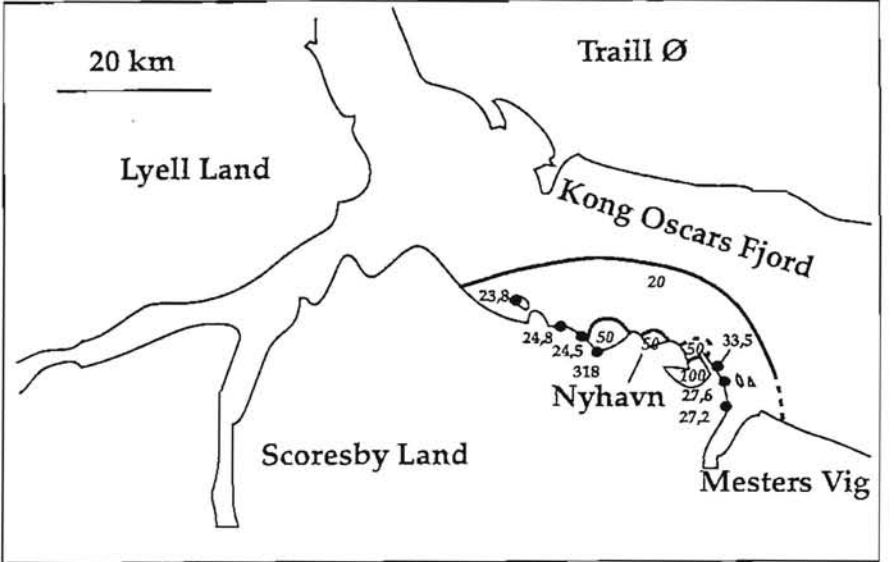 20 km
Traill Ø
Lyell Land
Kong Oscars Fjord
20
23,8
24,8
24,5
318
50
50
50
33,5
100
27,6
27,2
Nyhavn
Scoresby Land
Mesters Vig